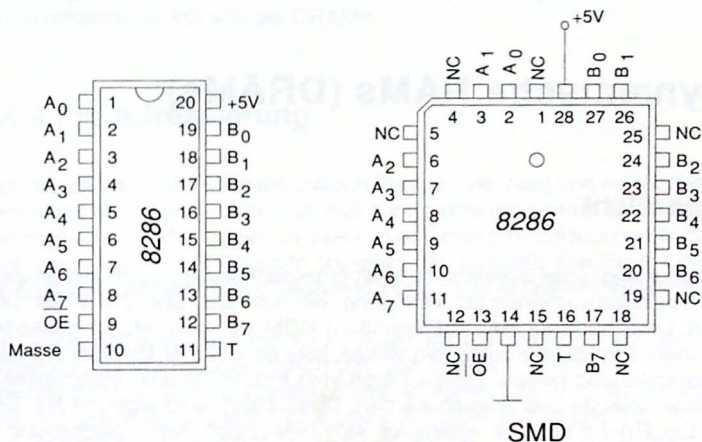 +5V
NC A₁ A₀ NC B₀ B₁
4 3 2 1 28 27 26
A₀ 1 20 +5V
A₁ 2 19 B₀
A₂ 3 18 B₁
A₃ 4 17 B₂
A₄ 5 16 B₃
A₅ 6 15 B₄
A₆ 7 14 B₅
A₇ 8 13 B₆
OE 9 12 B₇
Masse 10 11 T
8286
NC 5 25 NC
A₂ 6 24 B₂
A₃ 7 23 B₃
A₄ 8 22 B₄
A₅ 9 21 B₅
A₆ 10 20 B₆
A₇ 11 19 NC
8286
12 13 14 15 16 17 18
NC OE NC T B₇ NC
SMD